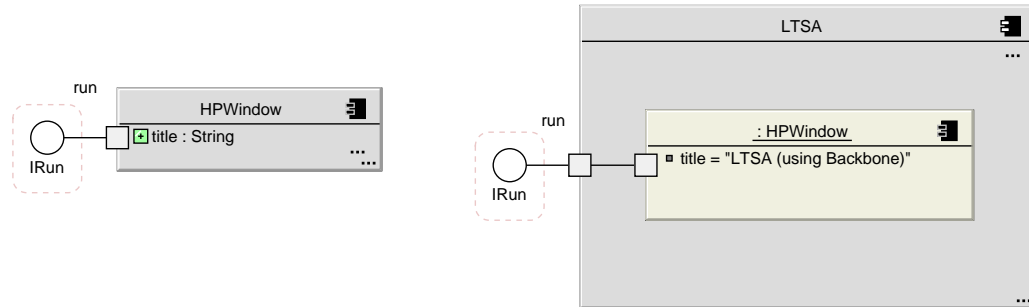 run
HPWindow
title : String
...
...
IRun
LTSA
...
run
: HPWindow
title = "LTSA (using Backbone)"
IRun
...